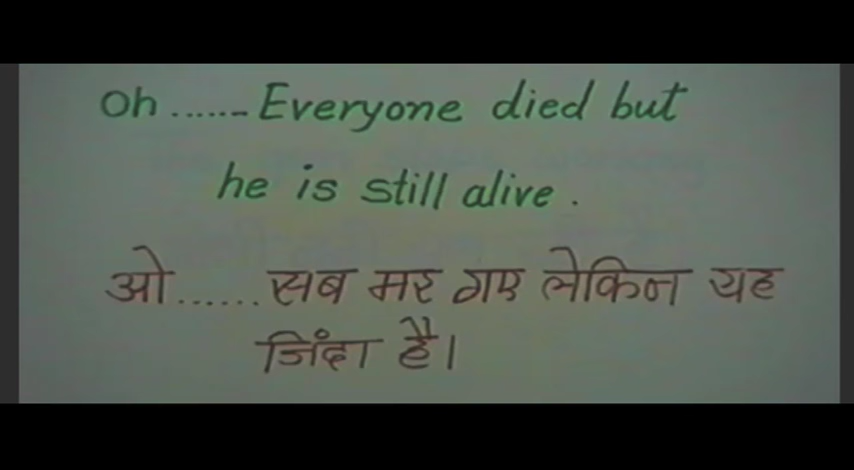 Oh ...... Everyone died but
he is still alive.
ओ ...... सब मर गए लेकिन यह
जिंदा है।